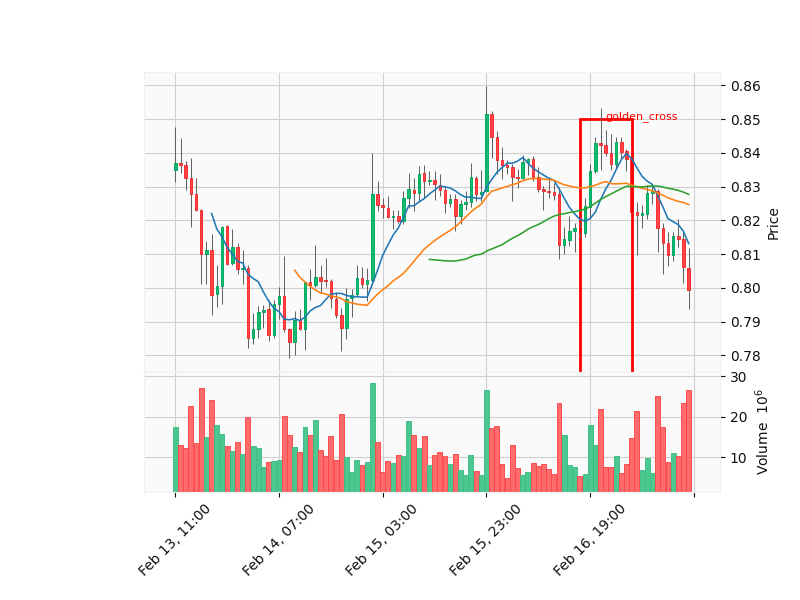 0.86
0.85
golden_cross
0.84
0.83
0.82
0.81
0.80
0.79
0.78
Price
30
20
10
Volume 10^6
Feb 13, 11:00
Feb 14, 07:00
Feb 15, 03:00
Feb 15, 23:00
Feb 16, 19:00